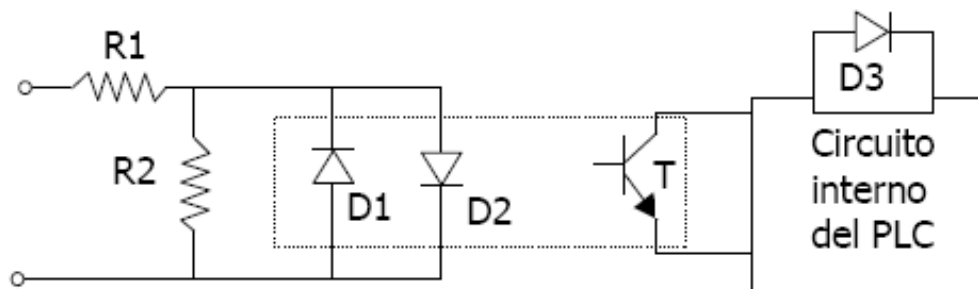 R1
R2
D1
D2
T
D3
Circuito
interno
del PLC